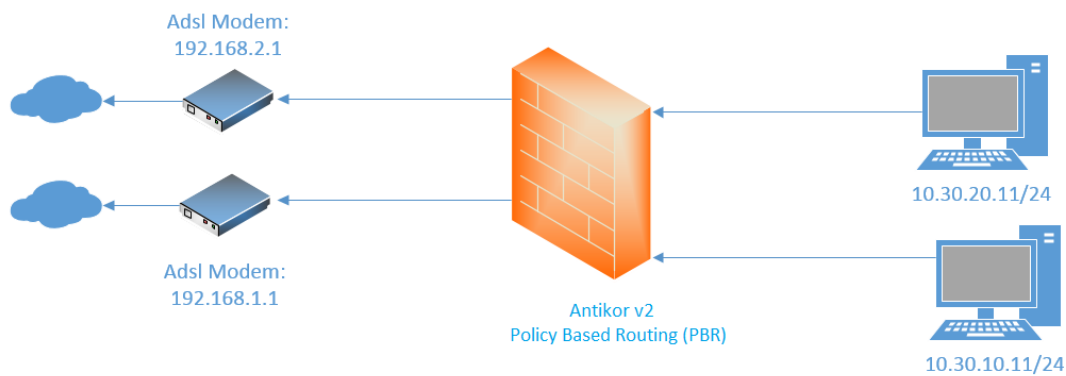 Adsl Modem:
192.168.2.1
10.30.20.11/24
Adsl Modem:
192.168.1.1
Antikor v2
Policy Based Routing (PBR)
10.30.10.11/24